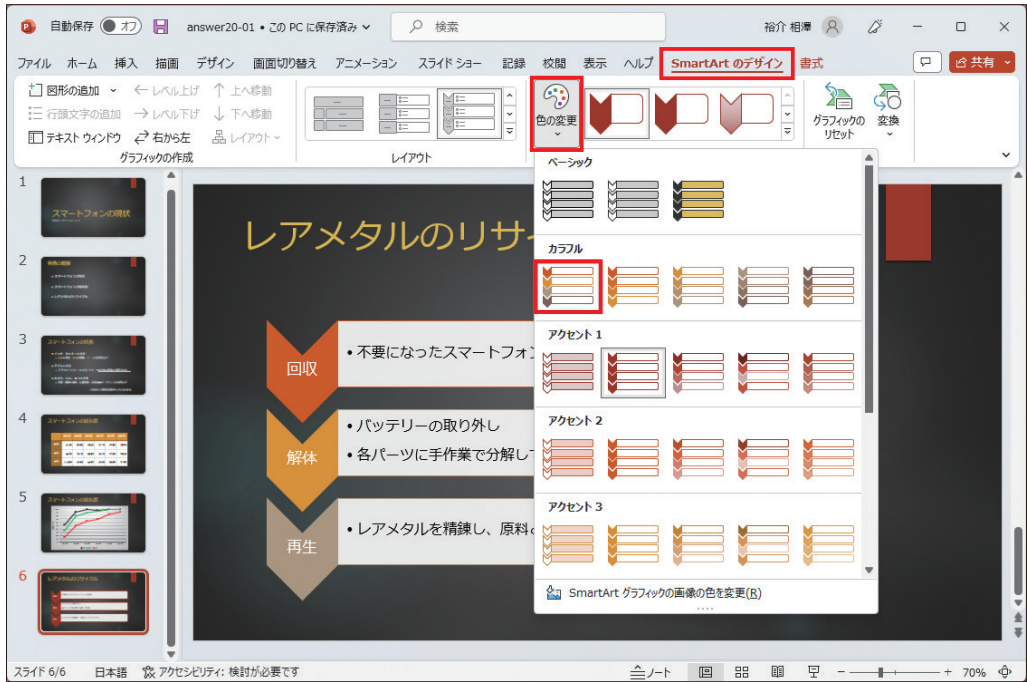 自動保存 オフ answer20-01 • この PC に保存済み 検索 裕介 相澤
ファイル ホーム 挿入 描画 デザイン 画面切り替え アニメーション スライド ショー 記録 校閲 表示 ヘルプ SmartArt のデザイン 書式 共有
図形の追加 レベル上げ 上へ移動
行頭文字の追加 レベル下げ 下へ移動
テキスト ウィンドウ 右から左 レイアウト
グラフィックの作成
レイアウト
色の変更
グラフィックの
リセット
変換
1
スマートフォンの現状
2
3
4
5
6
レアメタルのリサ
回収
• 不要になったスマートフォン
解体
• バッテリーの取り外し
• 各パーツに手作業で分解し
再生
• レアメタルを精錬し、原料
ベーシック
カラフル
アクセント 1
アクセント 2
アクセント 3
SmartArt グラフィックの画像の色を変更(R)
スライド 6/6 日本語 アクセシビリティ: 検討が必要です ノート 70%